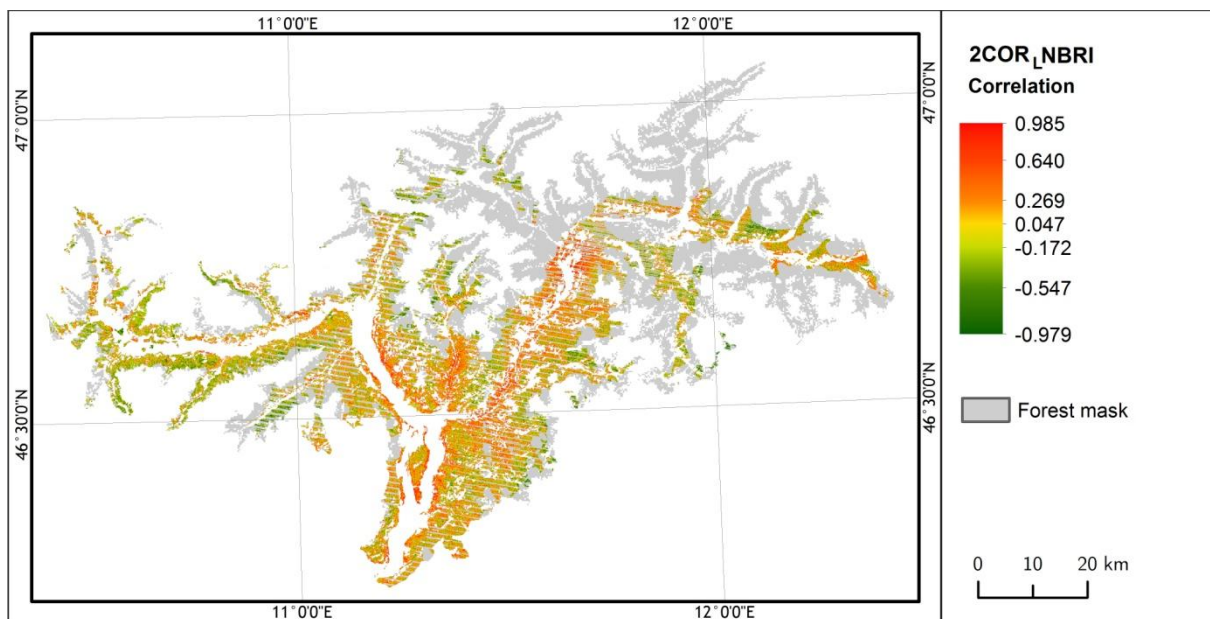 11°0'0"E
12°0'0"E
47°0'0"N
47°0'0"N
46°30'0"N
46°30'0"N
11°0'0"E
12°0'0"E
2COR_LNBRI
Correlation
0.985
0.640
0.269
0.047
-0.172
-0.547
-0.979
Forest mask
0 10 20 km